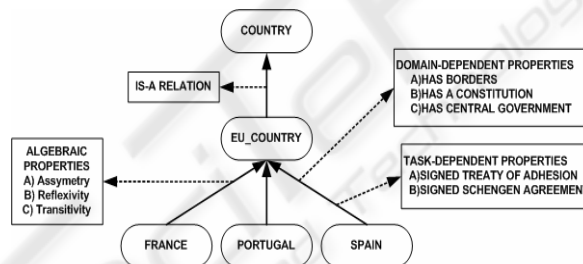 COUNTRY
DOMAIN-DEPENDENT PROPERTIES
A)HAS BORDERS
B)HAS A CONSTITUTION
C)HAS CENTRAL GOVERNMENT
IS-A RELATION
EU_COUNTRY
ALGEBRAIC
PROPERTIES
A) Assymetry
B) Reflexivity
C) Transitivity
TASK-DEPENDENT PROPERTIES
A)SIGNED TREATY OF ADHESION
B)SIGNED SCHENGEN AGREEMEN
FRANCE
PORTUGAL
SPAIN